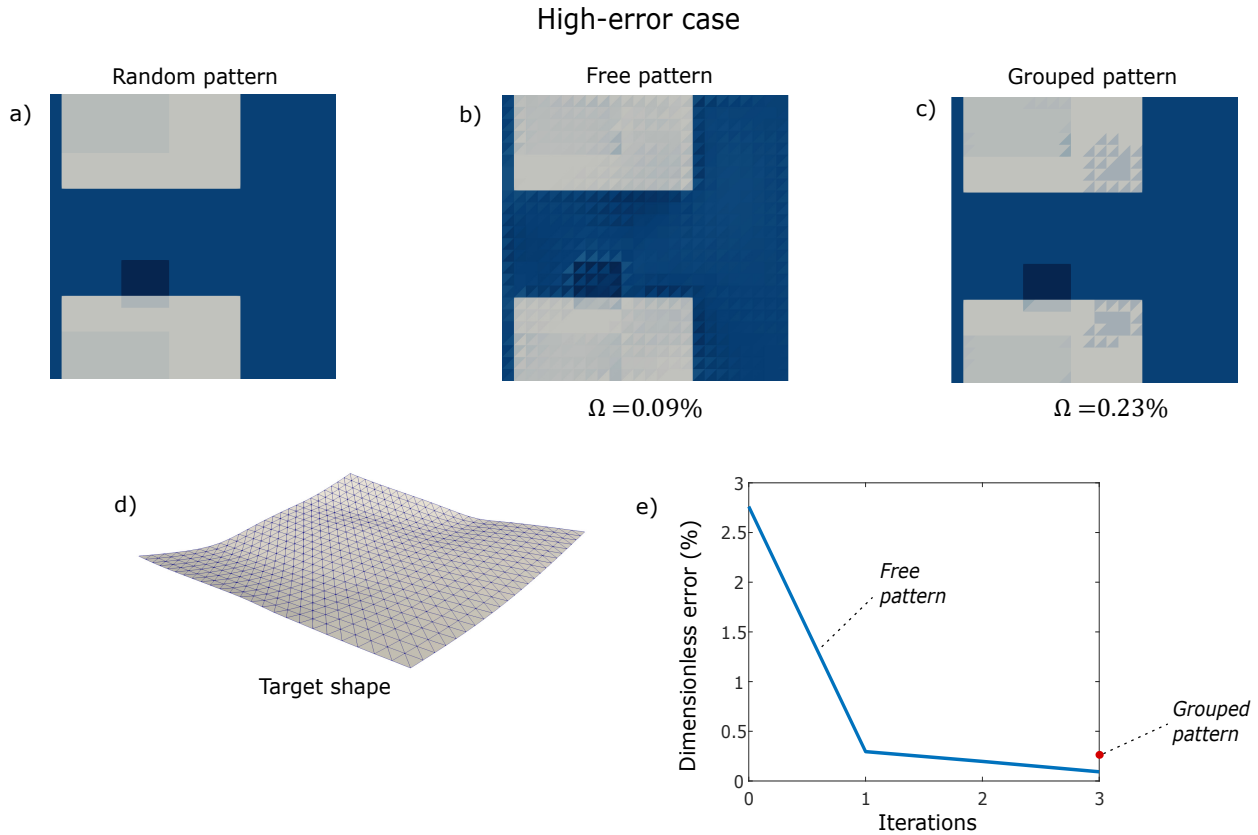 High-error case
Random pattern
Free pattern
Grouped pattern
a)
b)
c)
Ω =0.09%
Ω =0.23%
d)
Target shape
e)
Dimensionless error (%)
3
2.5
2
1.5
1
0.5
0
0
1
2
3
Iterations
Free
pattern
Grouped
pattern